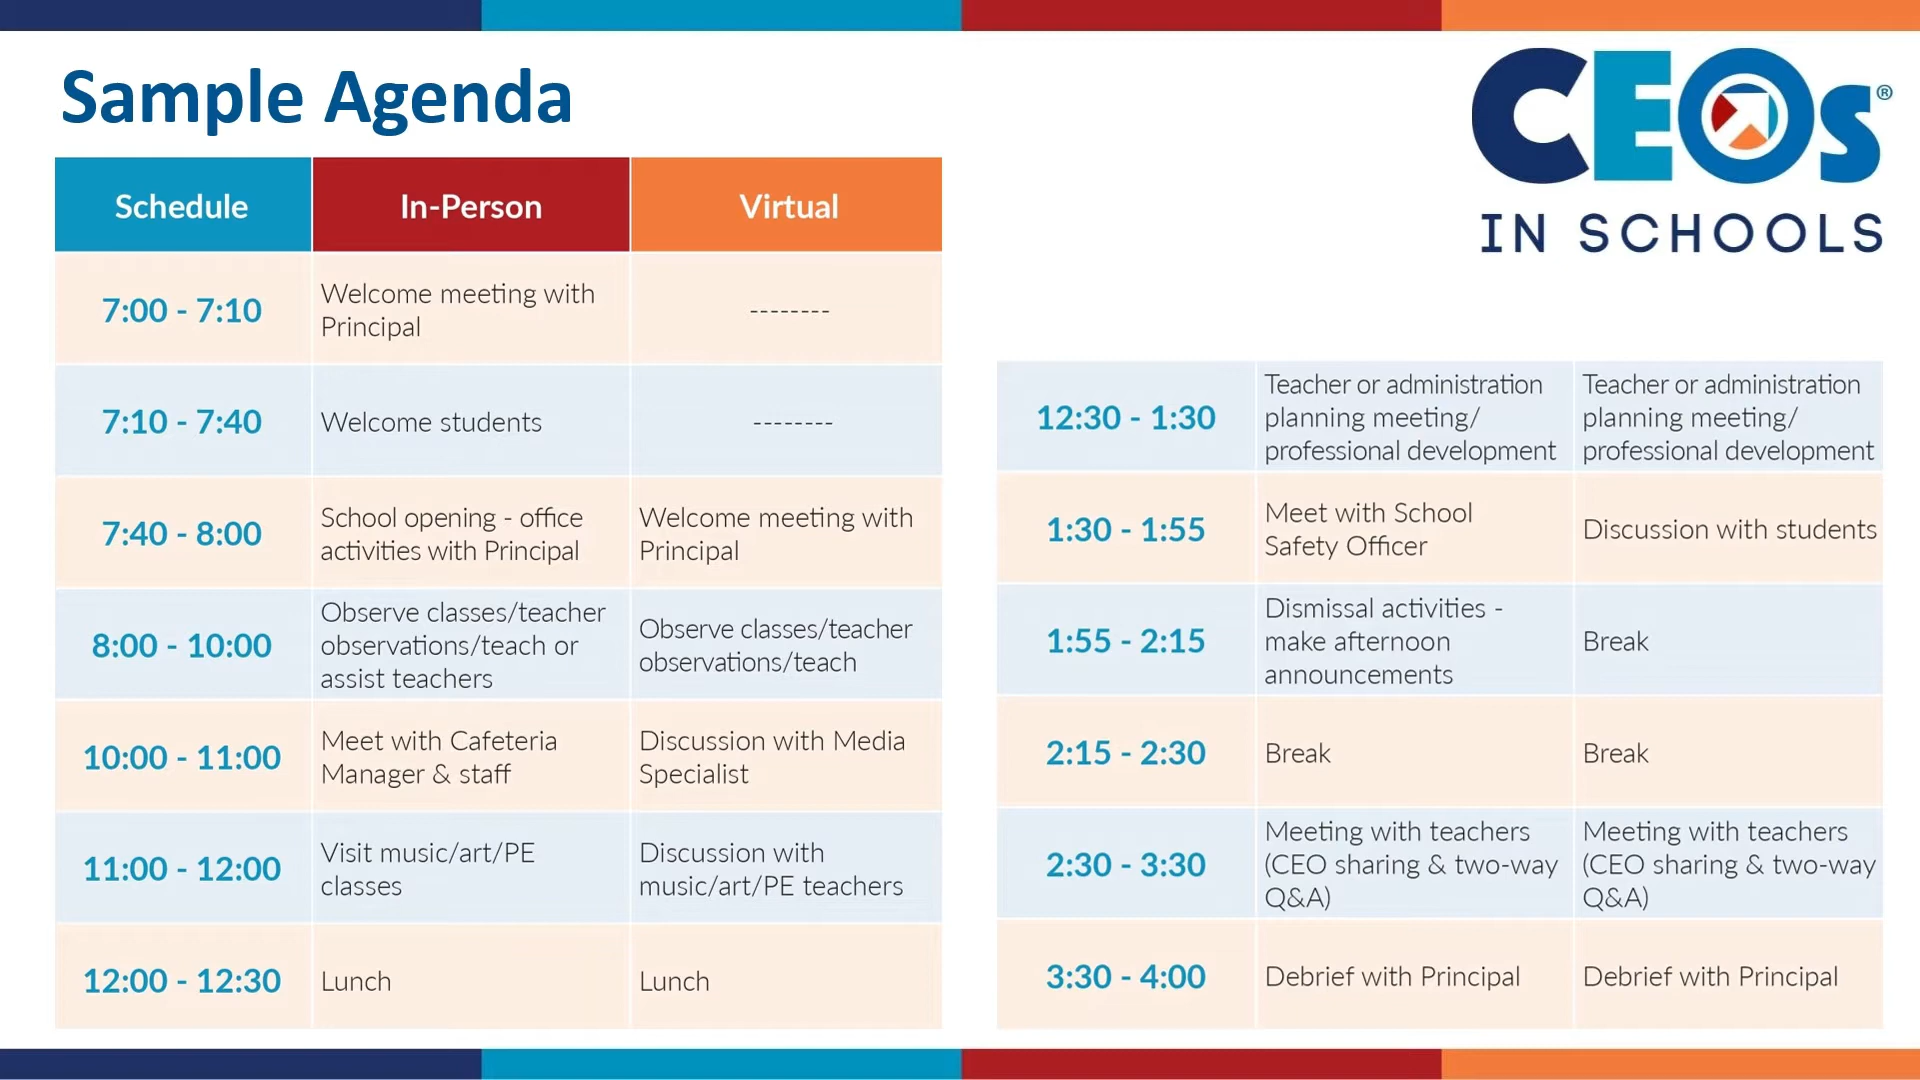 Sample Agenda
CEOs®
IN SCHOOLS
Schedule
In-Person
Virtual
7:00 - 7:10
Welcome meeting with
Principal
--------
7:10 - 7:40
Welcome students
--------
7:40 - 8:00
School opening - office
activities with Principal
Welcome meeting with
Principal
8:00 - 10:00
Observe classes/teacher
observations/teach or
assist teachers
Observe classes/teacher
observations/teach
10:00 - 11:00
Meet with Cafeteria
Manager & staff
Discussion with Media
Specialist
11:00 - 12:00
Visit music/art/PE
classes
Discussion with
music/art/PE teachers
12:00 - 12:30
Lunch
Lunch
12:30 - 1:30
Teacher or administration
planning meeting/
professional development
Teacher or administration
planning meeting/
professional development
1:30 - 1:55
Meet with School
Safety Officer
Discussion with students
1:55 - 2:15
Dismissal activities -
make afternoon
announcements
Break
2:15 - 2:30
Break
Break
2:30 - 3:30
Meeting with teachers
(CEO sharing & two-way
Q&A)
Meeting with teachers
(CEO sharing & two-way
Q&A)
3:30 - 4:00
Debrief with Principal
Debrief with Principal